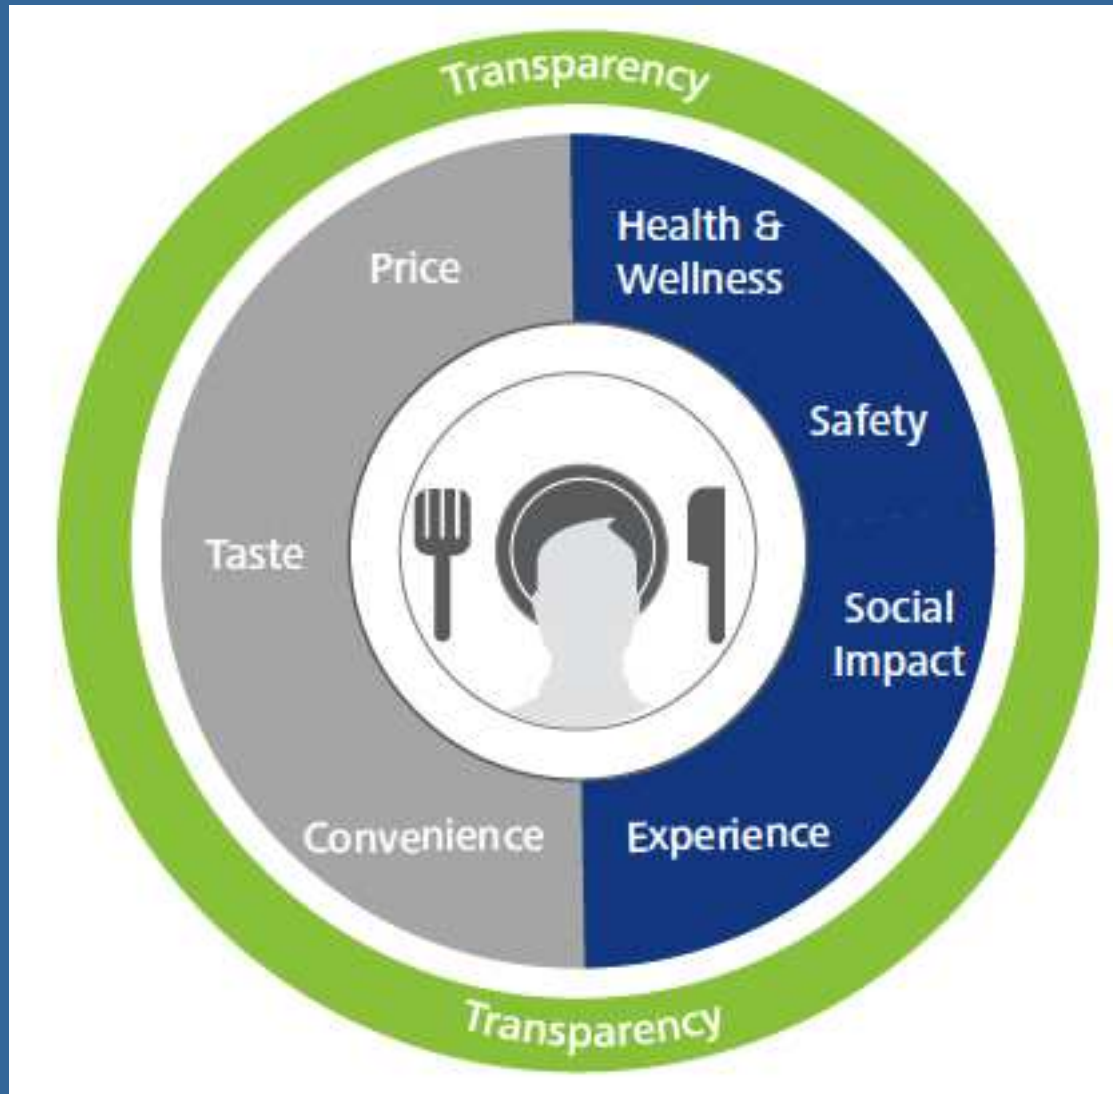 Transparency
Price
Taste
Convenience
Health &
Wellness
Safety
Social
Impact
Experience
Transparency